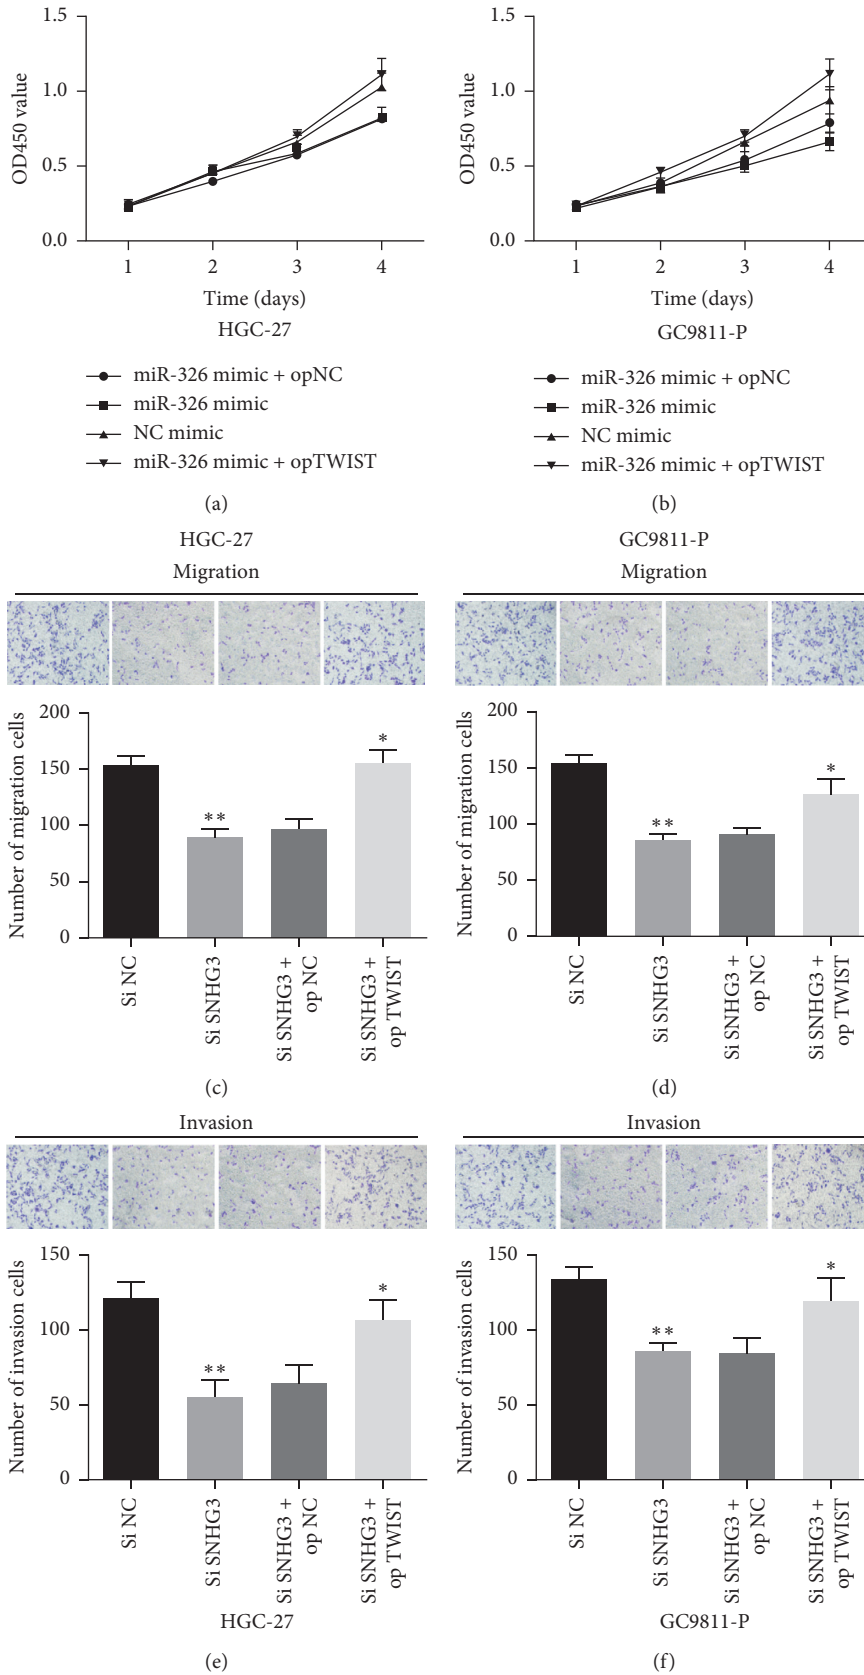 1.5
1.0
0.5
0.0
OD450 value
1 2 3 4
Time (days)
HGC-27
miR-326 mimic + opNC
miR-326 mimic
NC mimic
miR-326 mimic + opTWIST
(a)
1.5
1.0
0.5
0.0
OD450 value
1 2 3 4
Time (days)
GC9811-P
miR-326 mimic + opNC
miR-326 mimic
NC mimic
miR-326 mimic + opTWIST
(b)
HGC-27
Migration
200
150
100
50
0
Number of migration cells
**
*
Si NC
Si SNHG3
Si SNHG3 +
op NC
Si SNHG3 +
op TWIST
(c)
GC9811-P
Migration
200
150
100
50
0
Number of migration cells
**
*
Si NC
Si SNHG3
Si SNHG3 +
op NC
Si SNHG3 +
op TWIST
(d)
Invasion
150
100
50
0
Number of invasion cells
**
*
Si NC
Si SNHG3
Si SNHG3 +
op NC
Si SNHG3 +
op TWIST
HGC-27
(e)
Invasion
150
100
50
0
Number of invasion cells
**
*
Si NC
Si SNHG3
Si SNHG3 +
op NC
Si SNHG3 +
op TWIST
GC9811-P
(f)